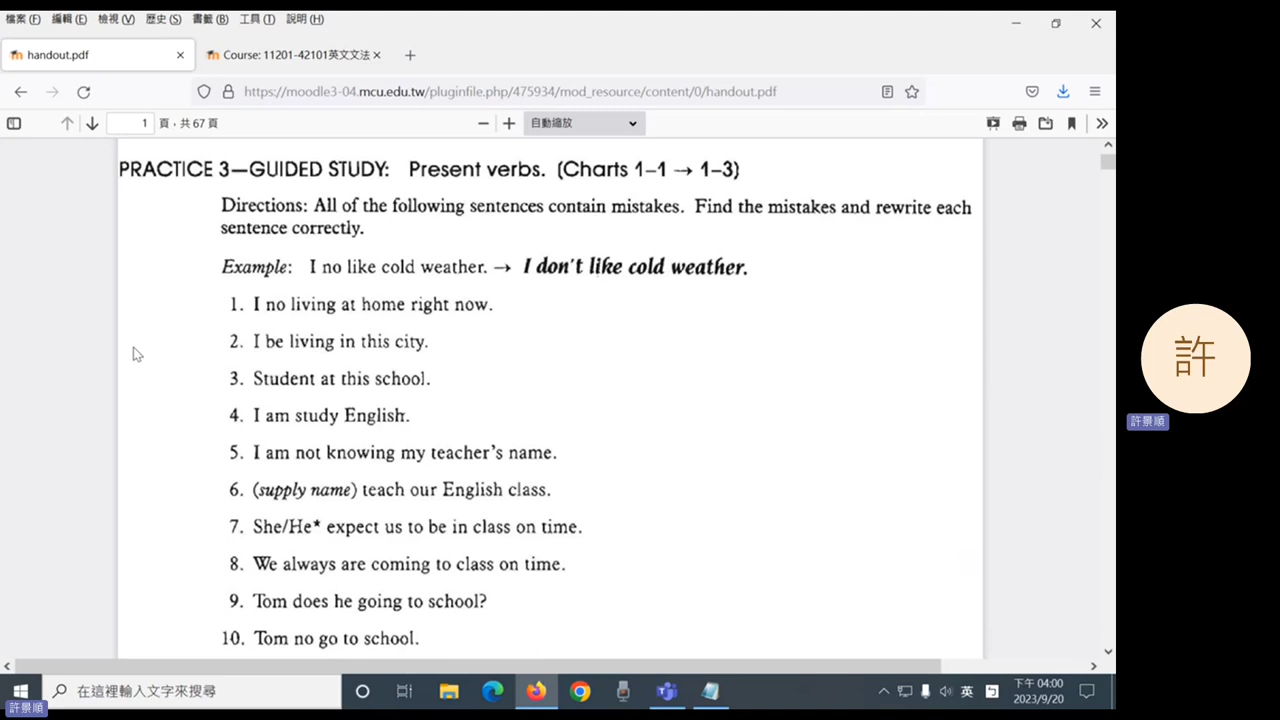 檔案(F) 編輯(E) 檢視(V) 歷史(S) 書籤(B) 工具(T) 說明(H)
handout.pdf
Course: 11201-42101英文文法
https://moodle3-04.mcu.edu.tw/pluginfile.php/475934/mod_resource/content/0/handout.pdf
1 頁,共 67 頁
自動縮放
PRACTICE 3—GUIDED STUDY: Present verbs. (Charts 1–1 → 1–3)
Directions: All of the following sentences contain mistakes. Find the mistakes and rewrite each
sentence correctly.
Example: I no like cold weather. → I don't like cold weather.
1. I no living at home right now.
2. I be living in this city.
3. Student at this school.
4. I am study English.
5. I am not knowing my teacher's name.
6. (supply name) teach our English class.
7. She/He* expect us to be in class on time.
8. We always are coming to class on time.
9. Tom does he going to school?
10. Tom no go to school.
許
許景順
在這裡輸入文字來搜尋
英
下午 04:00
2023/9/20
許景順